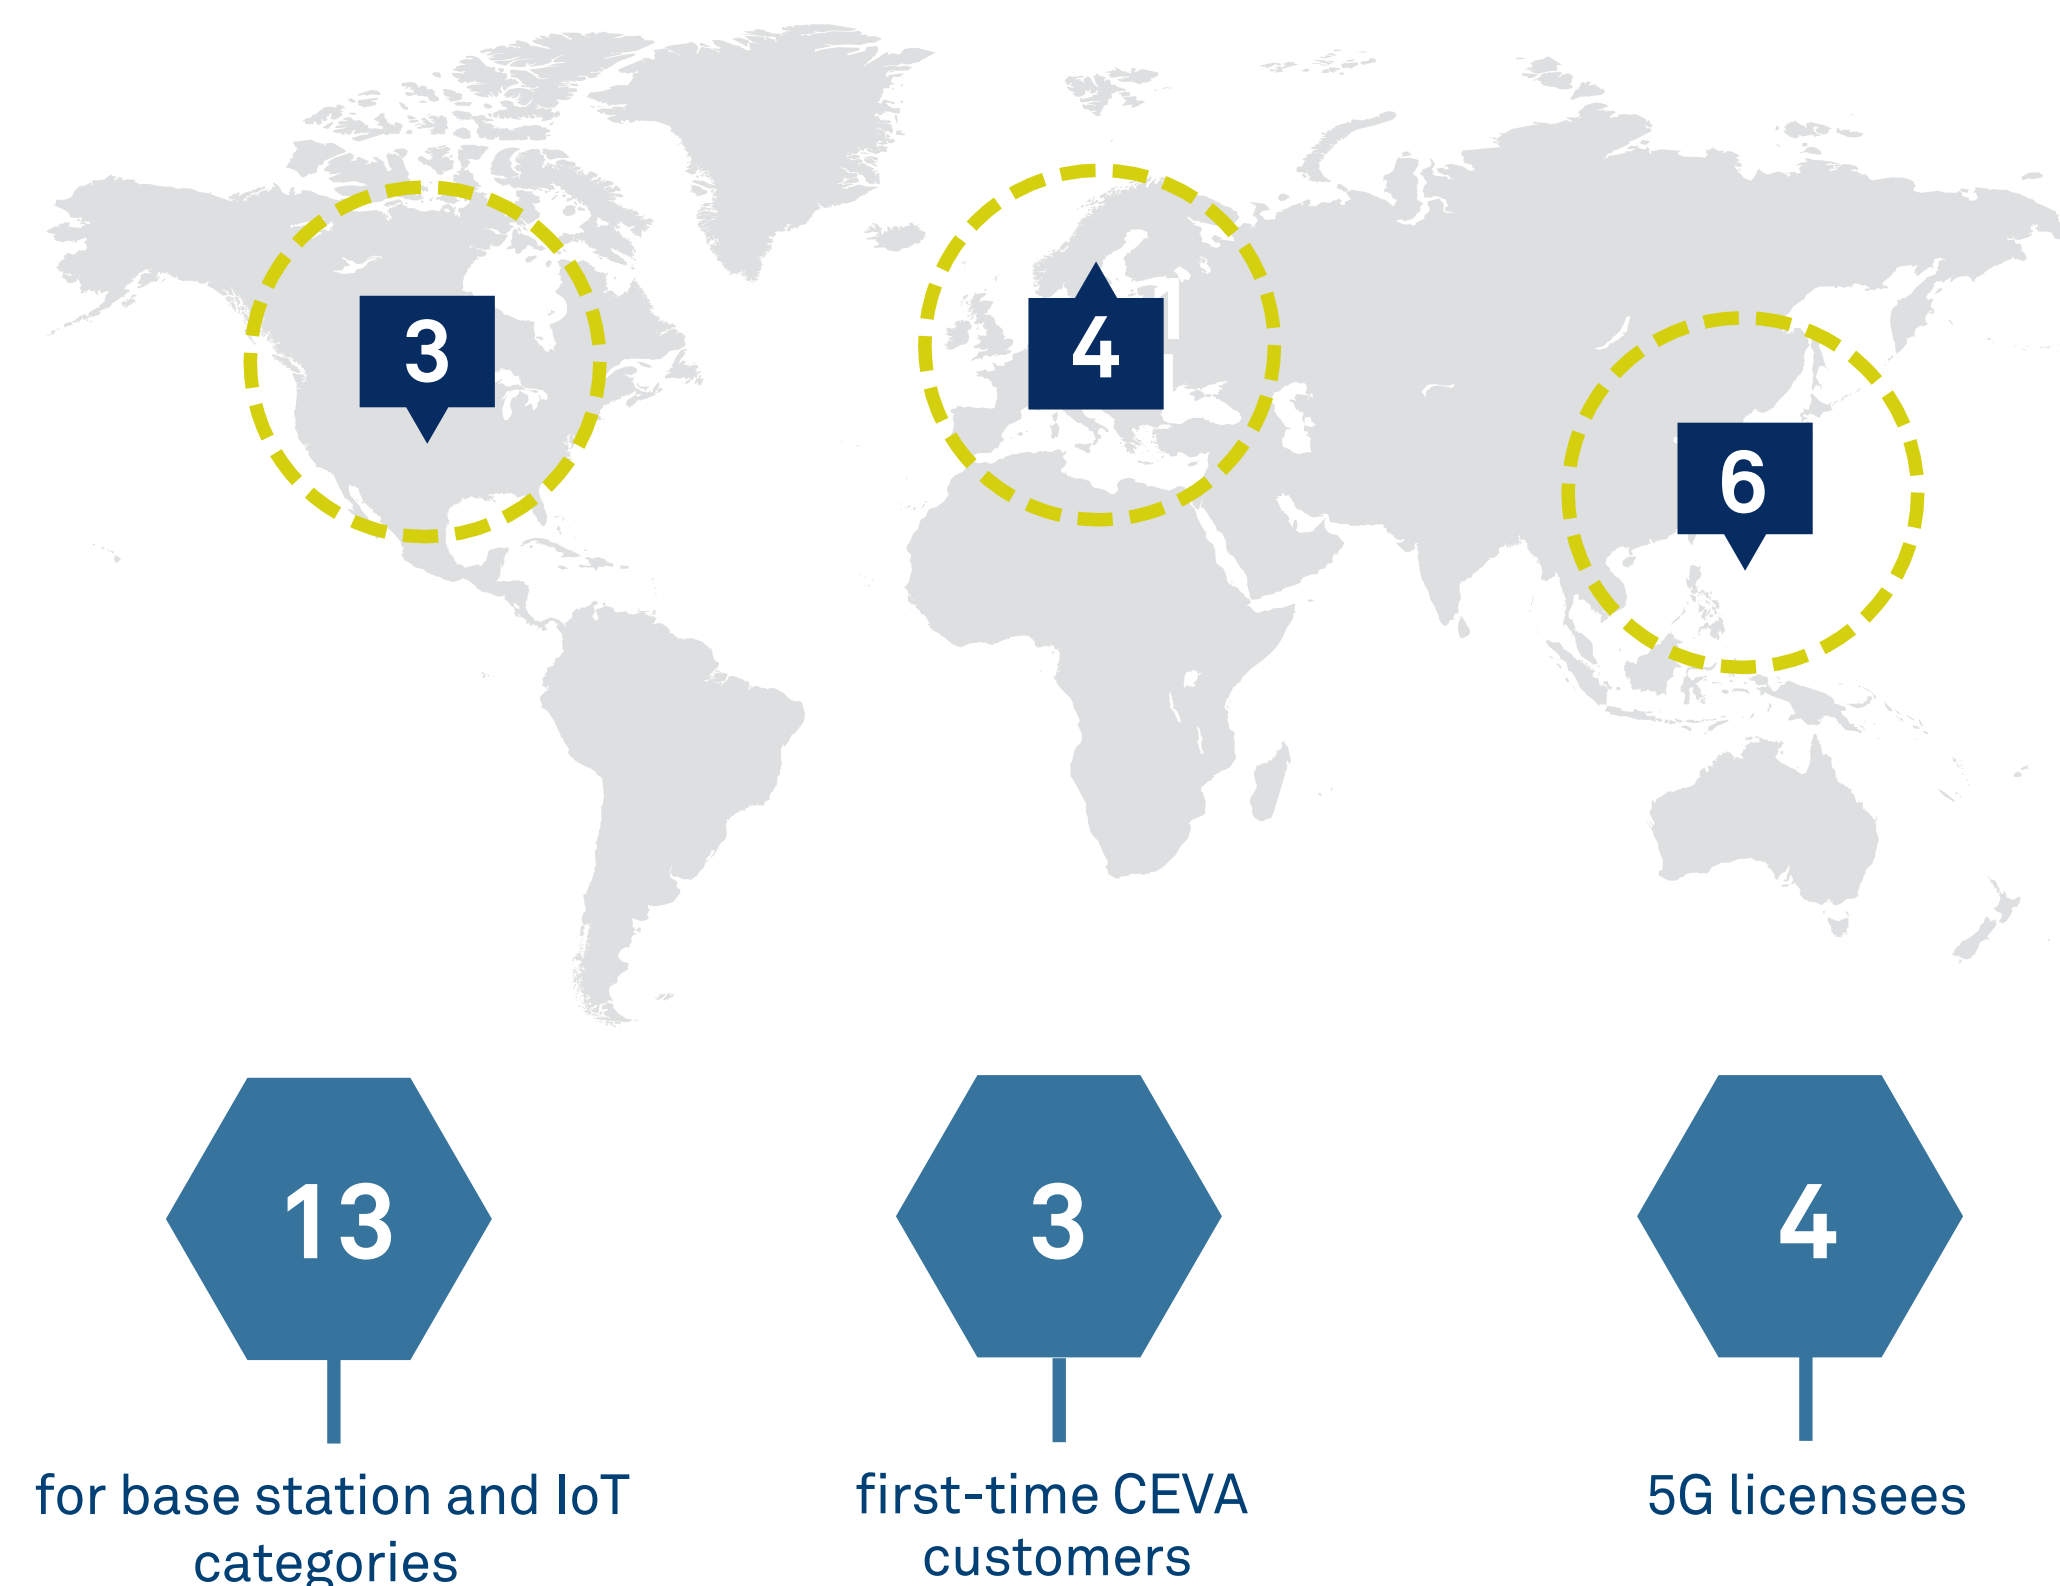 3
4
6
13
3
4
for base station and IoT
categories
first-time CEVA
customers
5G licensees